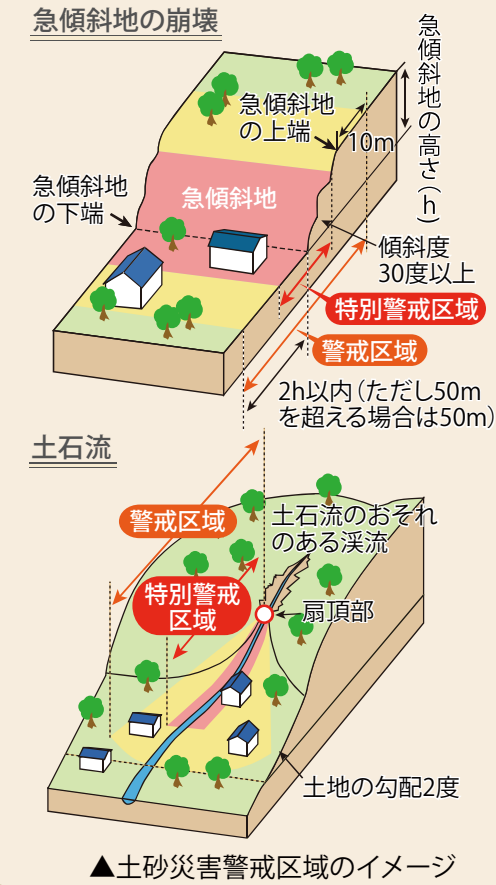 急傾斜地の崩壊
急傾斜地の高さ(h)
急傾斜地
の上端
10m
急傾斜地
の下端
急傾斜地
傾斜度
30度以上
特別警戒区域
警戒区域
2h以内(ただし50m
を超える場合は50m)
土石流
警戒区域
土石流のおそれ
のある渓流
特別警戒
区域
扇頂部
土地の勾配2度
▲土砂災害警戒区域のイメージ